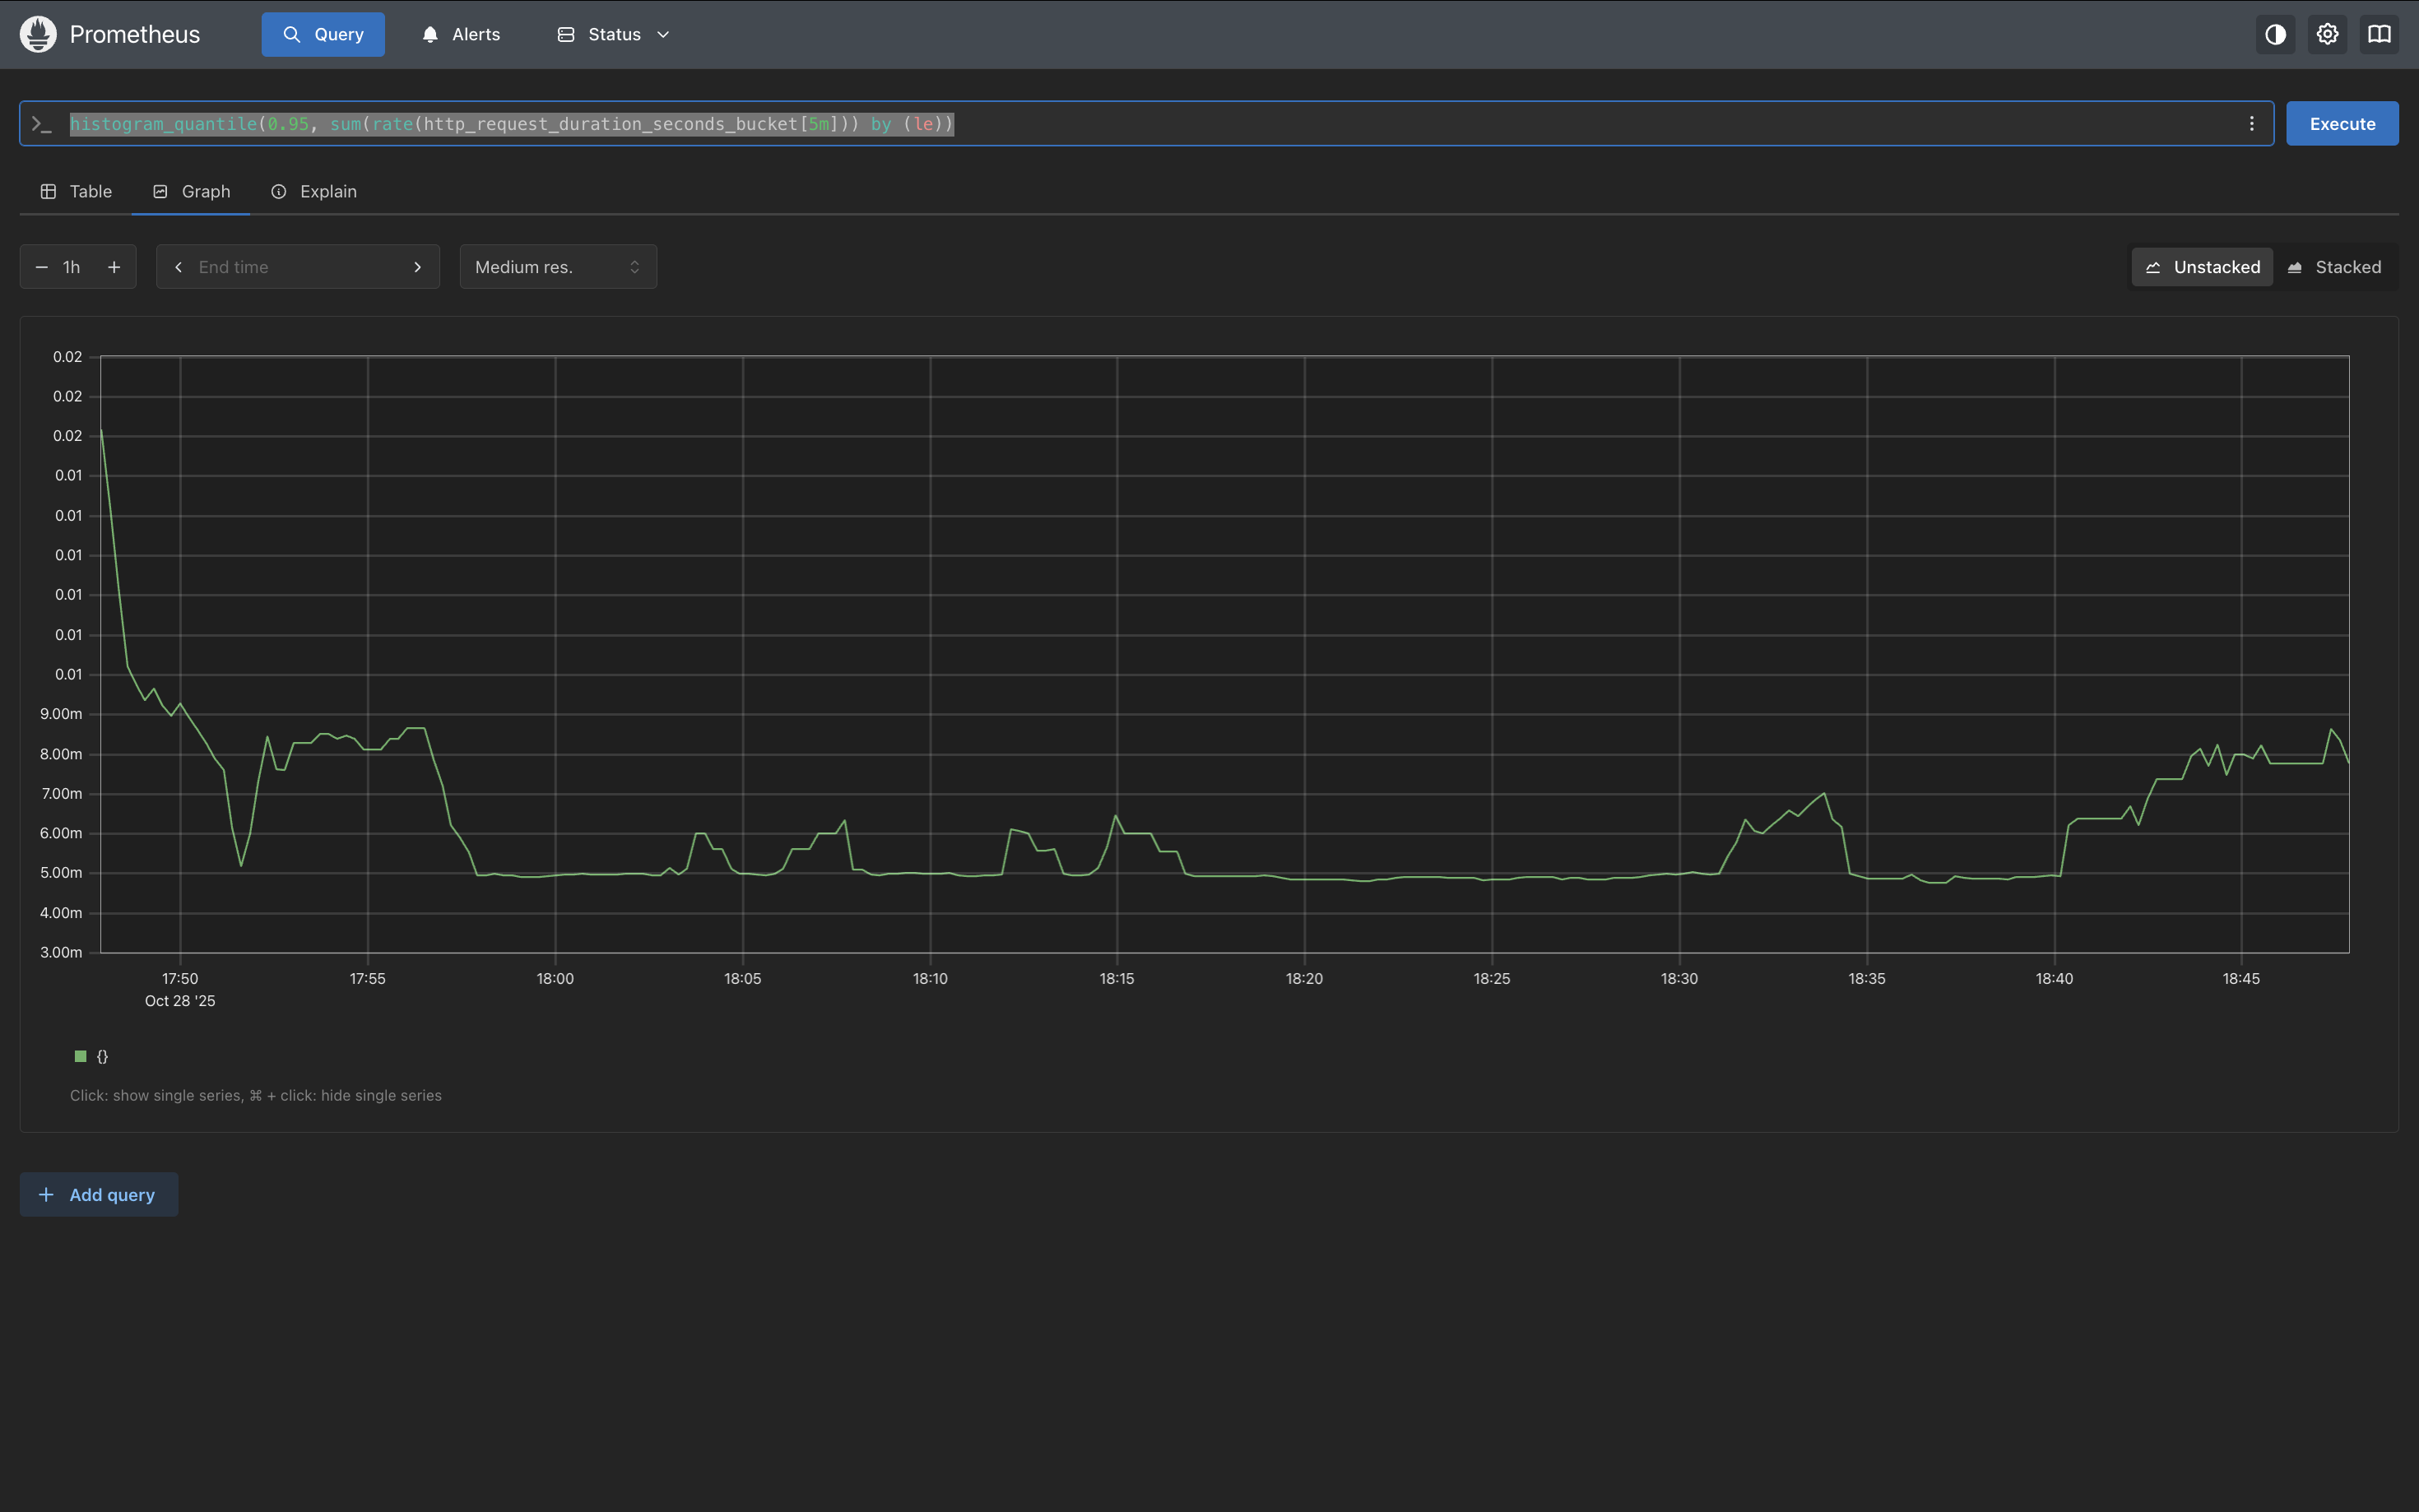 Prometheus
Query
Alerts
Status
>_ histogram_quantile(0.95, sum(rate(http_request_duration_seconds_bucket[5m])) by (le))
Execute
Table
Graph
Explain
1h
End time
Medium res.
Unstacked
Stacked
0.02
0.02
0.02
0.01
0.01
0.01
0.01
0.01
0.01
9.00m
8.00m
7.00m
6.00m
5.00m
4.00m
3.00m
17:50 17:55 18:00 18:05 18:10 18:15 18:20 18:25 18:30 18:35 18:40 18:45
Oct 28 '25
{}
Click: show single series, ⌘ + click: hide single series
+ Add query